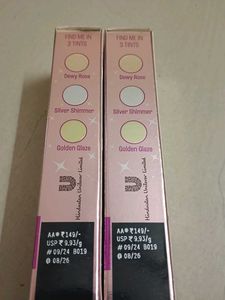 FIND ME IN
3 TINTS
Dewy Rose
Silver Shimmer
Golden Glaze
Hindustan Unilever Limited
AA⊛ ₹149/-
USP ₹ 9.93/g
# 09/24 B019
@ 08/26
FIND ME IN
3 TINTS
Dewy Rose
Silver Shimmer
Golden Glaze
Hindustan Unilever Limited
AA⊛ ₹149/-
USP ₹ 9.93/g
# 09/24 B019
@ 08/26